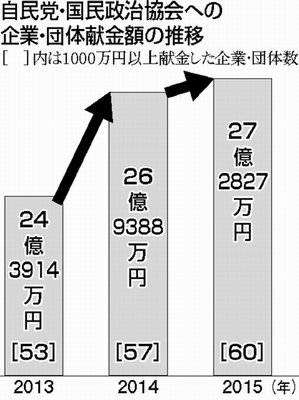 自民党・国民政治協会への
企業・団体献金額の推移
[　]内は1000万円以上献金した企業・団体数
24
億
3914
万
円
[53]
26
億
9388
万
円
[57]
27
億
2827
万
円
[60]
2013
2014
2015(年)